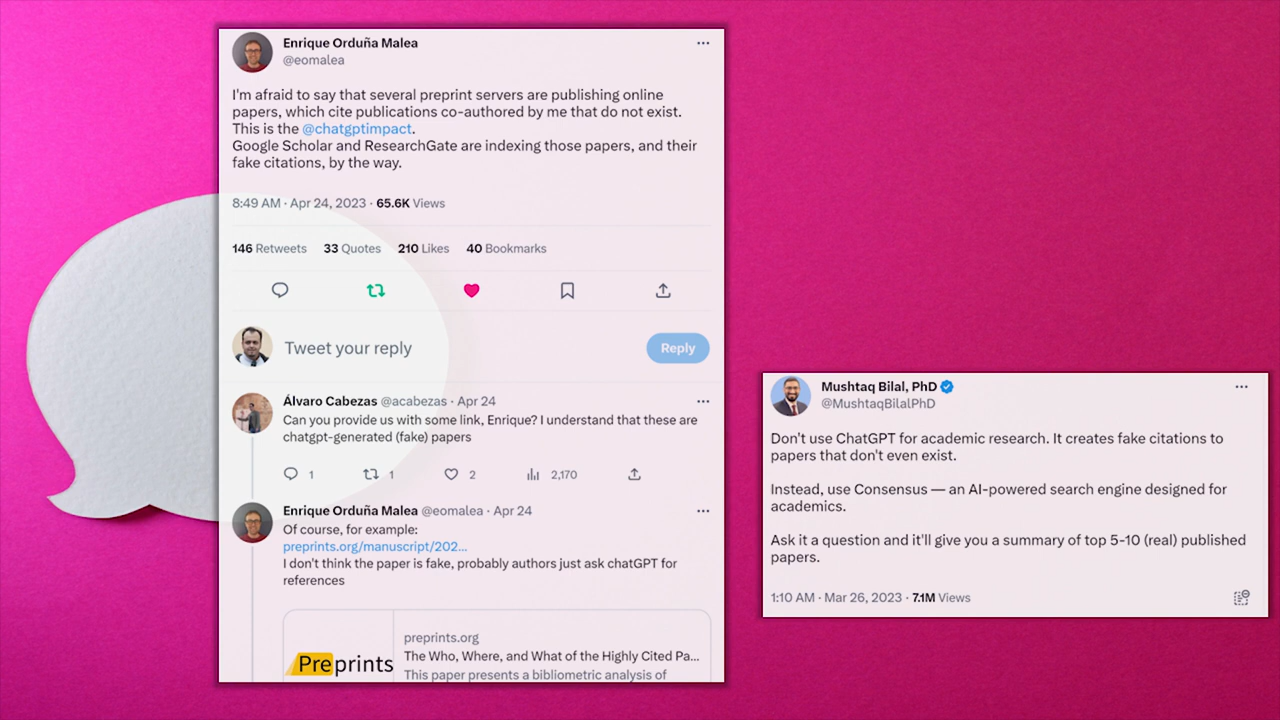 Enrique Orduña Malea
@eomalea
I'm afraid to say that several preprint servers are publishing online
papers, which cite publications co-authored by me that do not exist.
This is the @chatgptimpact.
Google Scholar and ResearchGate are indexing those papers, and their
fake citations, by the way.
8:49 AM · Apr 24, 2023 · 65.6K Views
146 Retweets 33 Quotes 210 Likes 40 Bookmarks
Tweet your reply
Reply
Álvaro Cabezas @acabezas · Apr 24
Can you provide us with some link, Enrique? I understand that these are
chatgpt-generated (fake) papers
1 1 2 2,170
Enrique Orduña Malea @eomalea · Apr 24
Of course, for example:
preprints.org/manuscript/202...
I don't think the paper is fake, probably authors just ask chatGPT for
references
Preprints
preprints.org
The Who, Where, and What of the Highly Cited Pa...
This paper presents a bibliometric analysis of
Mushtaq Bilal, PhD
@MushtaqBilalPhD
Don't use ChatGPT for academic research. It creates fake citations to
papers that don't even exist.
Instead, use Consensus — an AI-powered search engine designed for
academics.
Ask it a question and it'll give you a summary of top 5-10 (real) published
papers.
1:10 AM · Mar 26, 2023 · 7.1M Views